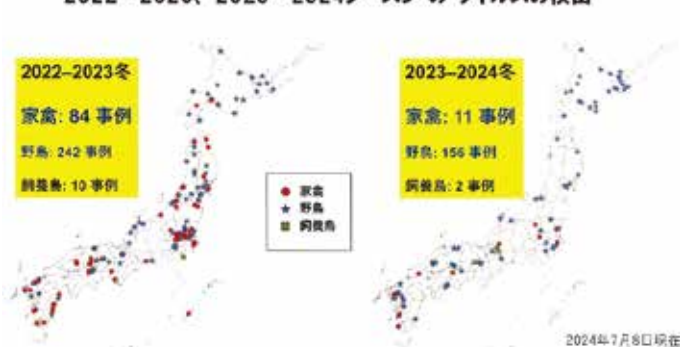 2022–2023冬
家禽: 84 事例
野鳥: 242 事例
飼養鳥: 10 事例
2023–2024冬
家禽: 11 事例
野鳥: 156 事例
飼養鳥: 2 事例
家禽
野鳥
飼養鳥
2024年7月8日現在